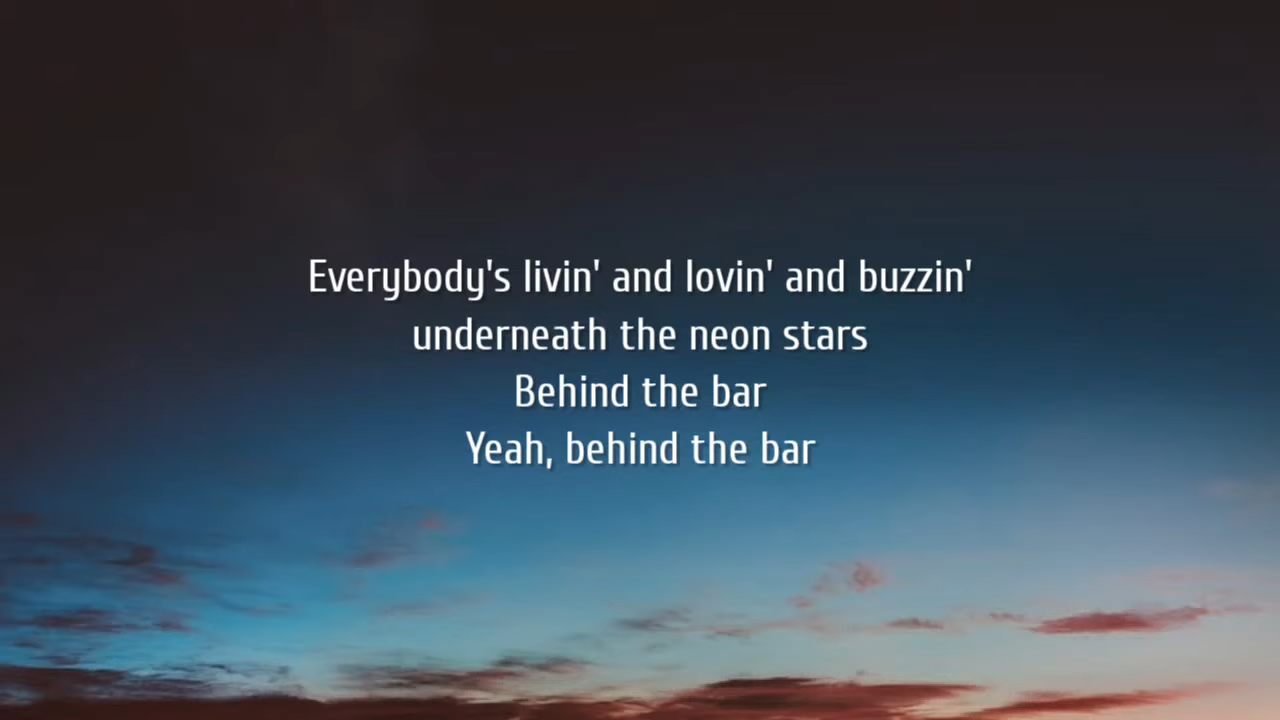 Everybody's livin' and lovin' and buzzin'
underneath the neon stars
Behind the bar
Yeah, behind the bar